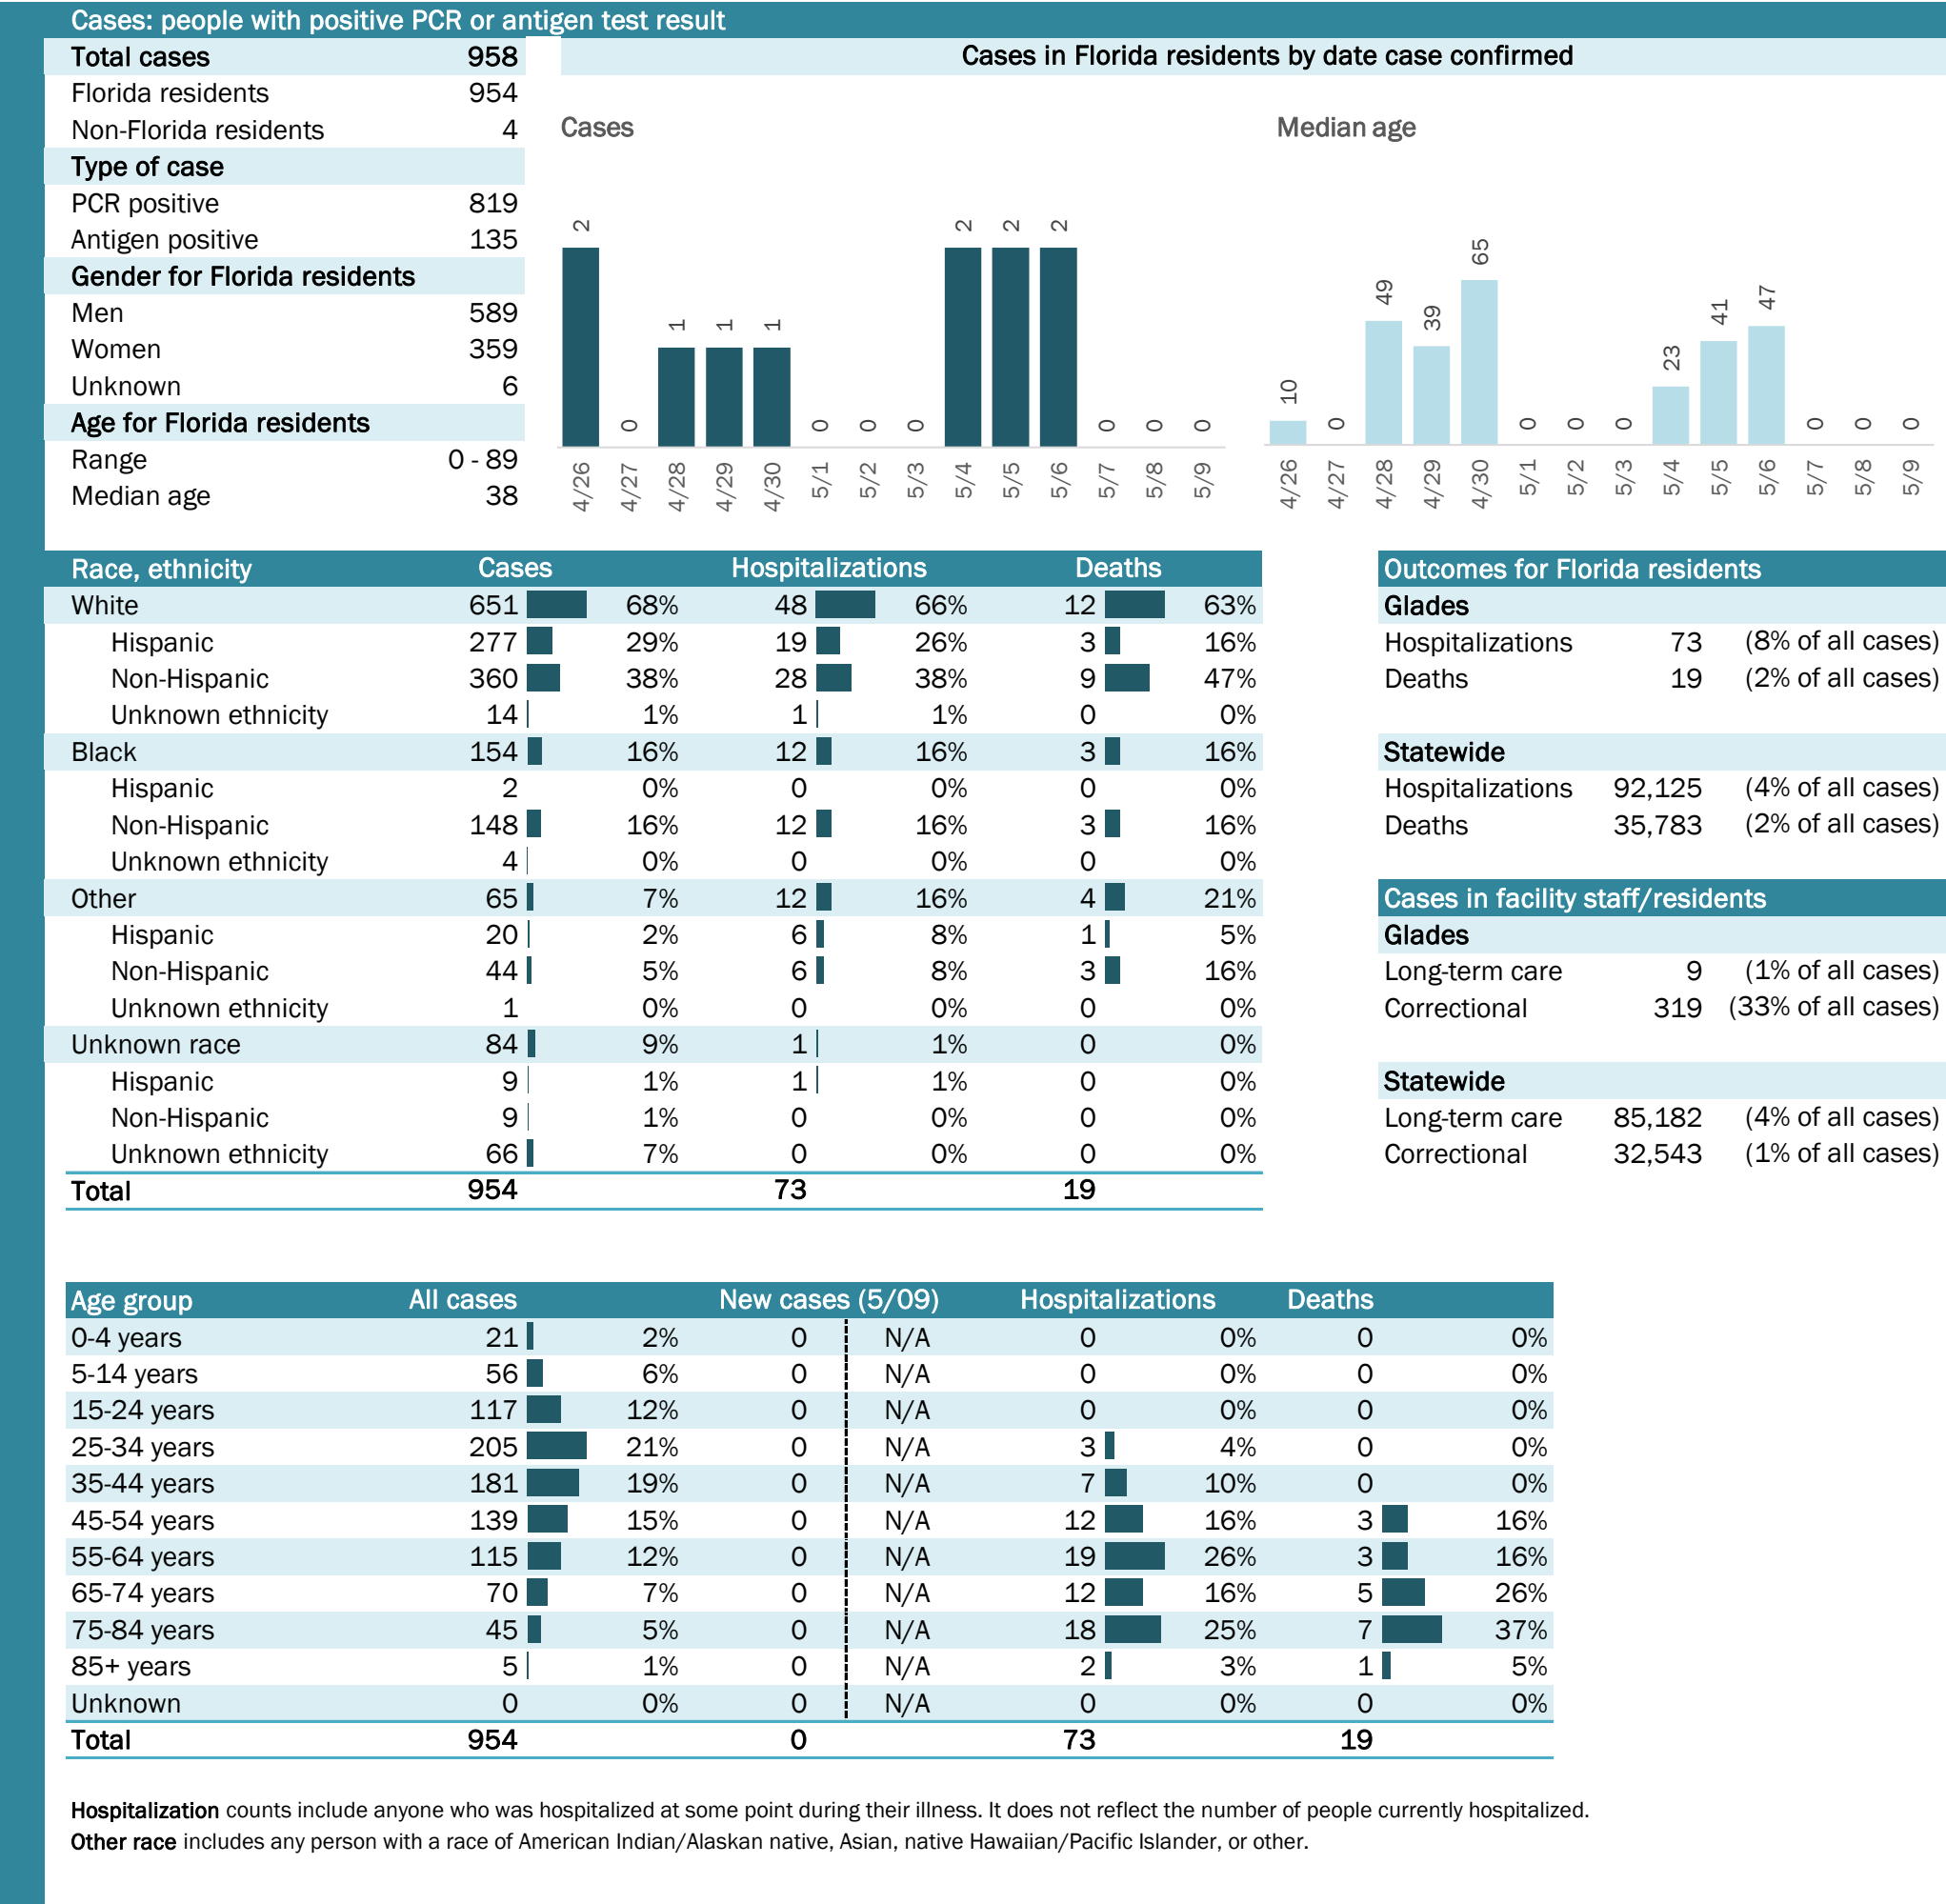 Cases: people with positive PCR or antigen test result
Total cases 958
Florida residents 954
Non-Florida residents 4
Type of case
PCR positive 819
Antigen positive 135
Gender for Florida residents
Men 589
Women 359
Unknown 6
Age for Florida residents
Range 0 - 89
Median age 38
Cases in Florida residents by date case confirmed
Cases
2 0 1 1 1 0 0 0 2 2 2 0 0 0
4/26 4/27 4/28 4/29 4/30 5/1 5/2 5/3 5/4 5/5 5/6 5/7 5/8 5/9
Median age
10 0 49 39 65 0 0 0 23 41 47 0 0 0
4/26 4/27 4/28 4/29 4/30 5/1 5/2 5/3 5/4 5/5 5/6 5/7 5/8 5/9
Race, ethnicity Cases Hospitalizations Deaths
White 651 68% 48 66% 12 63%
Hispanic 277 29% 19 26% 3 16%
Non-Hispanic 360 38% 28 38% 9 47%
Unknown ethnicity 14 1% 1 1% 0 0%
Black 154 16% 12 16% 3 16%
Hispanic 2 0% 0 0% 0 0%
Non-Hispanic 148 16% 12 16% 3 16%
Unknown ethnicity 4 0% 0 0% 0 0%
Other 65 7% 12 16% 4 21%
Hispanic 20 2% 6 8% 1 5%
Non-Hispanic 44 5% 6 8% 3 16%
Unknown ethnicity 1 0% 0 0% 0 0%
Unknown race 84 9% 1 1% 0 0%
Hispanic 9 1% 1 1% 0 0%
Non-Hispanic 9 1% 0 0% 0 0%
Unknown ethnicity 66 7% 0 0% 0 0%
Total 954 73 19
Outcomes for Florida residents
Glades
Hospitalizations 73 (8% of all cases)
Deaths 19 (2% of all cases)
Statewide
Hospitalizations 92,125 (4% of all cases)
Deaths 35,783 (2% of all cases)
Cases in facility staff/residents
Glades
Long-term care 9 (1% of all cases)
Correctional 319 (33% of all cases)
Statewide
Long-term care 85,182 (4% of all cases)
Correctional 32,543 (1% of all cases)
Age group All cases New cases (5/09) Hospitalizations Deaths
0-4 years 21 2% 0 N/A 0 0% 0 0%
5-14 years 56 6% 0 N/A 0 0% 0 0%
15-24 years 117 12% 0 N/A 0 0% 0 0%
25-34 years 205 21% 0 N/A 3 4% 0 0%
35-44 years 181 19% 0 N/A 7 10% 0 0%
45-54 years 139 15% 0 N/A 12 16% 3 16%
55-64 years 115 12% 0 N/A 19 26% 3 16%
65-74 years 70 7% 0 N/A 12 16% 5 26%
75-84 years 45 5% 0 N/A 18 25% 7 37%
85+ years 5 1% 0 N/A 2 3% 1 5%
Unknown 0 0% 0 N/A 0 0% 0 0%
Total 954 0 73 19
Hospitalization counts include anyone who was hospitalized at some point during their illness. It does not reflect the number of people currently hospitalized.
Other race includes any person with a race of American Indian/Alaskan native, Asian, native Hawaiian/Pacific Islander, or other.